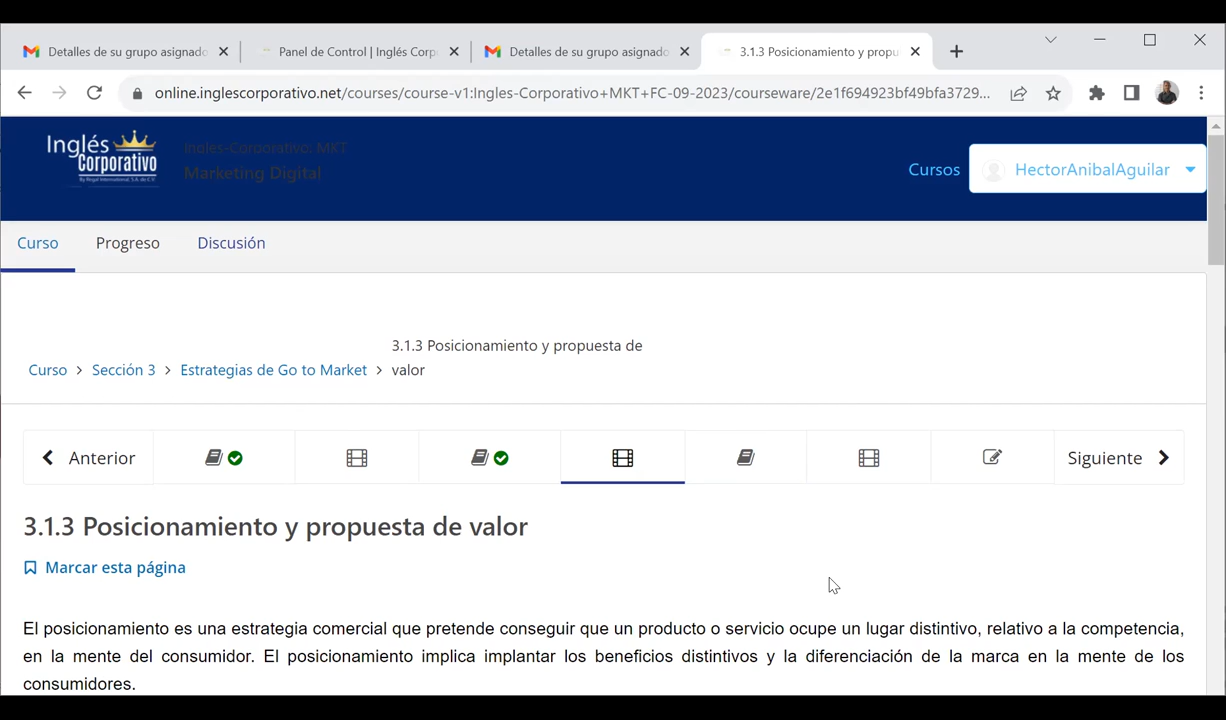 Detalles de su grupo asignado
Panel de Control | Inglés Corp
Detalles de su grupo asignado
3.1.3 Posicionamiento y propu
online.inglescorporativo.net/courses/course-v1:Ingles-Corporativo+MKT+FC-09-2023/courseware/2e1f694923bf49bfa3729...
Inglés
Corporativo
Ingles-Corporativo. MKT
Marketing Digital
Cursos
HectorAnibalAguilar
Curso
Progreso
Discusión
3.1.3 Posicionamiento y propuesta de
Curso > Sección 3 > Estrategias de Go to Market > valor
Anterior
Siguiente
3.1.3 Posicionamiento y propuesta de valor
Marcar esta página
El posicionamiento es una estrategia comercial que pretende conseguir que un producto o servicio ocupe un lugar distintivo, relativo a la competencia,
en la mente del consumidor. El posicionamiento implica implantar los beneficios distintivos y la diferenciación de la marca en la mente de los
consumidores.